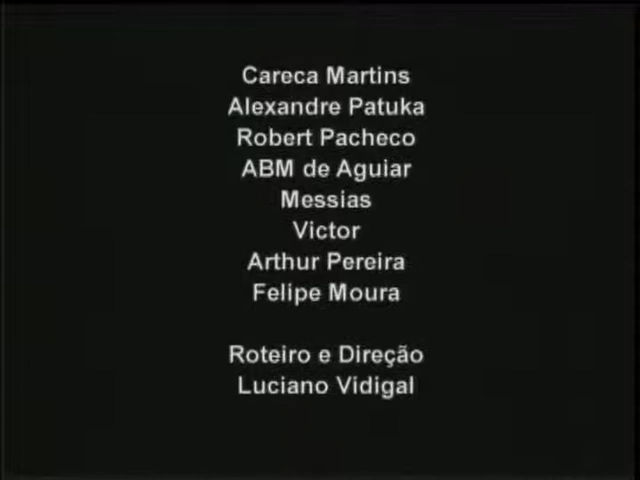 Careca Martins
Alexandre Patuka
Robert Pacheco
ABM de Aguiar
Messias
Victor
Arthur Pereira
Felipe Moura
Roteiro e Direção
Luciano Vidigal